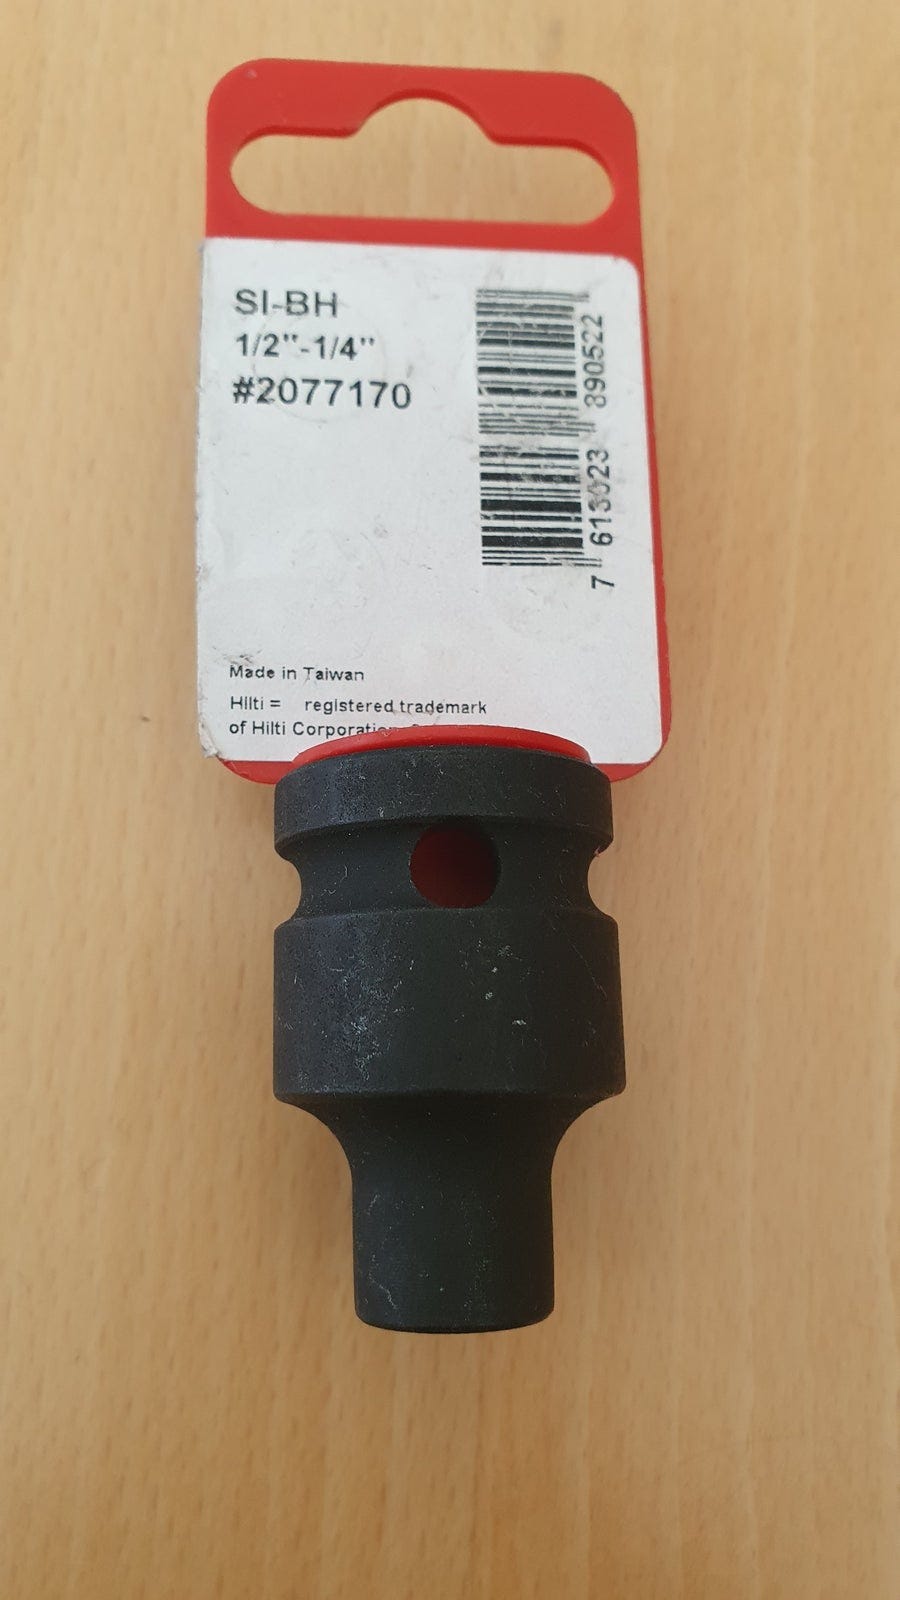 SI-BH
1/2"-1/4"
#2077170
7 613023 890522
Made in Taiwan
Hilti = registered trademark
of Hilti Corporation